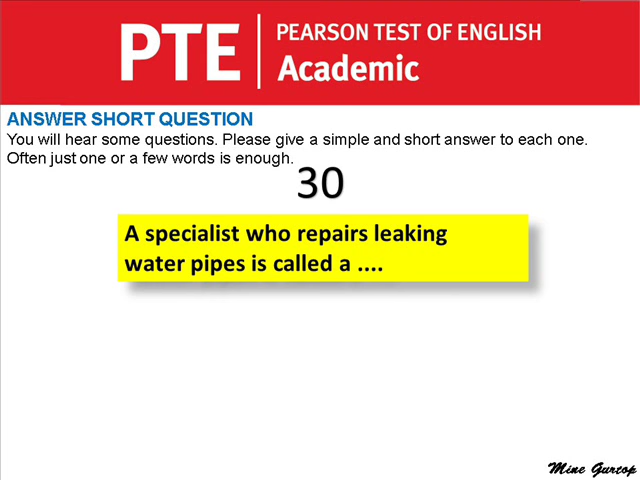 PTE
PEARSON TEST OF ENGLISH
Academic
ANSWER SHORT QUESTION
You will hear some questions. Please give a simple and short answer to each one.
Often just one or a few words is enough.
30
A specialist who repairs leaking
water pipes is called a ....
Mine Gurtop